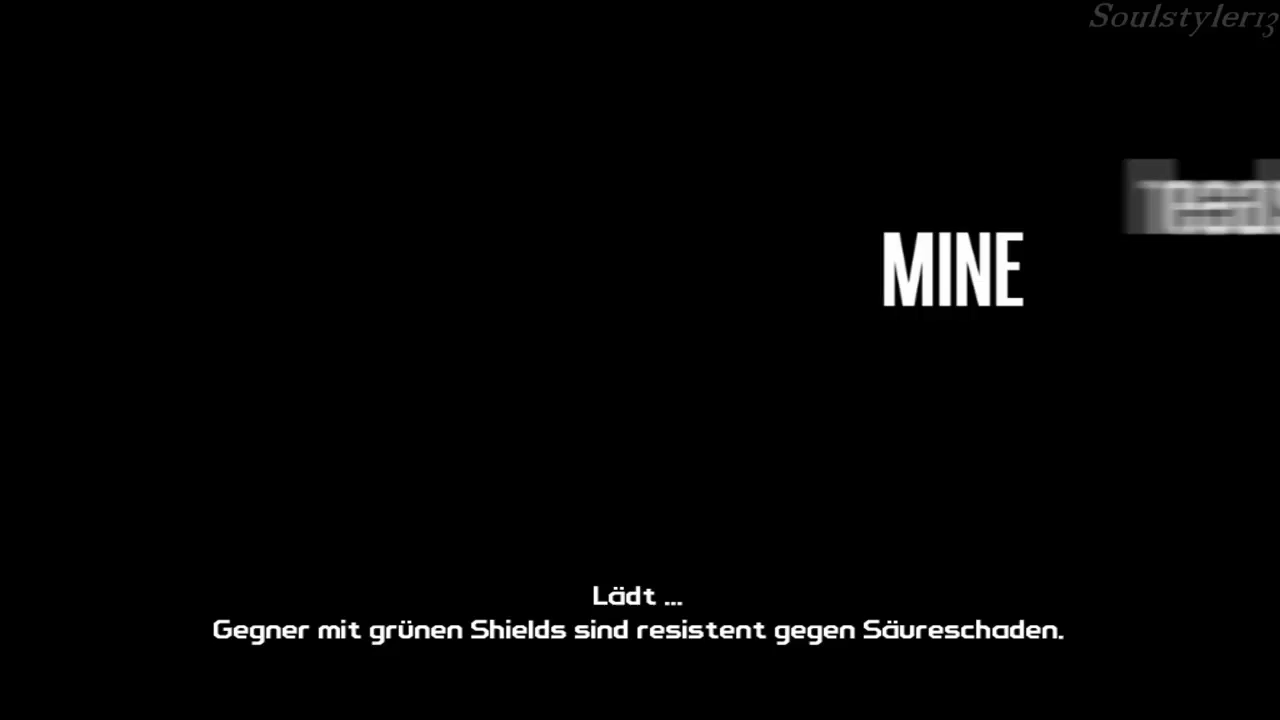 Soulstyler13
MINE
Lädt ...
Gegner mit grünen Shields sind resistent gegen Säureschaden.